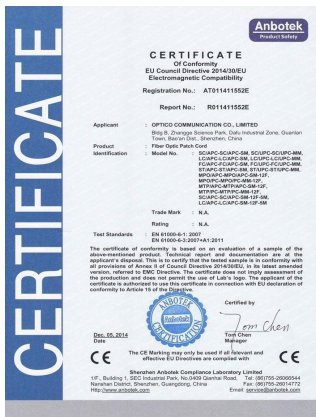 CERTIFICATE
Anbotek
Product Safety
CERTIFICATE
Of Conformity
EU Council Directive 2014/30/EU
Electromagnetic Compatibility
Registration No.: AT011411552E
Report No.: R011411552E
Applicant : OPTICO COMMUNICATION CO., LIMITED
Bldg B, Zhangge Science Park, Dafu Industrial Zone, Guanlan
Town, Bao'an Dist., Shenzhen, China
Product : Fiber Optic Patch Cord
Identification : Model No. : SC/APC-SC/APC-SM, SC/UPC-SC/UPC-MM,
LC/APC-LC/APC-SM, LC/UPC-LC/UPC-MM,
FC/APC-FC/APC-SM, FC/UPC-FC/UPC-MM,
ST/APC-ST/APC-SM, ST/UPC-ST/UPC-MM,
MPO/APC-MPO/APC-SM-12F,
MPO/PC-MPO/PC-MM-12F,
MTP/APC-MTP/APC-SM-12F,
MTP/PC-MTP/PC-MM-12F,
SC/APC-SC/APC-SM-12F-SM
LC/APC-LC/APC-SM-12F-SM
Trade Mark : N.A.
Rating : N.A.
Test Standards : EN 61000-6-1: 2007
EN 61000-6-3:2007+A1:2011
The certificate of conformity is based on an evaluation of a sample of the
above-mentioned product. Technical report and documentation are at the
applicant's disposal. This is to certify that the tested sample is in conformity with
all provisions of Annex II of Council Directive 2014/30/EU, in its latest amended
version, referred to EMC Directive. The certificate does not imply assessment of
the production and does not permit the use of Lab's logo. The applicant of the
certificate is authorized to use this certificate in connection with EU declaration of
conformity to Article 15 of the Directive.
ANBOTEK
Anbotek
CERTIFICATION
Certified by
Tom Chen
Dec. 05, 2014
Date
Tom Chen
Manager
CE
The CE Marking may only be used if all relevant and
effective EU Directives are complied with
CE
Shenzhen Anbotek Compliance Laboratory Limited
1/F., Building 1, SEC Industrial Park, No.0409 Qianhai Road, Tel: (86)755-26066544
Nanshan District, Shenzhen, Guangdong, China Fax: (86)755-26014772
Http://www.anbotek.com Email: service@anbotek.com